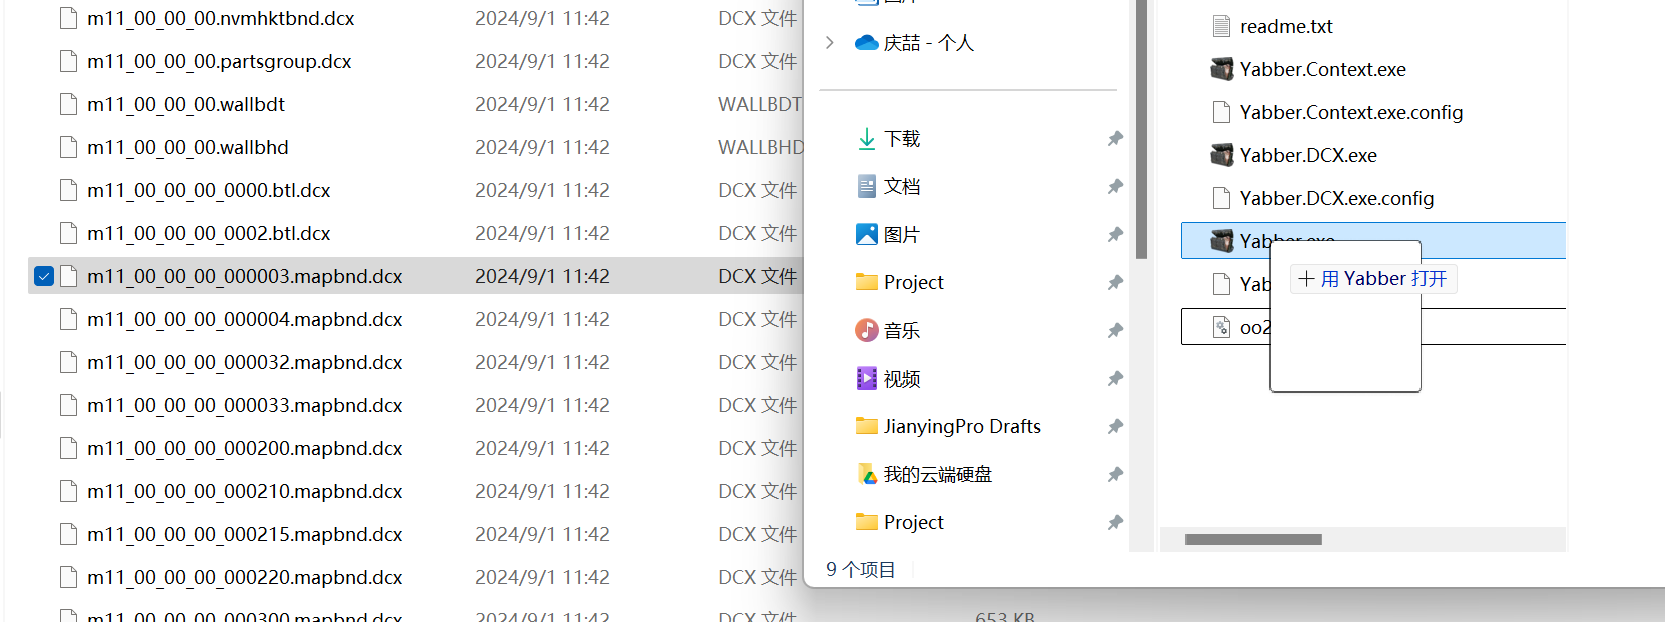 m11_00_00_00.nvmhktbnd.dcx 2024/9/1 11:42 DCX 文件
m11_00_00_00.partsgroup.dcx 2024/9/1 11:42 DCX 文件
m11_00_00_00.wallbdt 2024/9/1 11:42 WALLBDT
m11_00_00_00.wallbhd 2024/9/1 11:42 WALLBHD
m11_00_00_00_0000.btl.dcx 2024/9/1 11:42 DCX 文件
m11_00_00_00_0002.btl.dcx 2024/9/1 11:42 DCX 文件
m11_00_00_00_000003.mapbnd.dcx 2024/9/1 11:42 DCX 文件
m11_00_00_00_000004.mapbnd.dcx 2024/9/1 11:42 DCX 文件
m11_00_00_00_000032.mapbnd.dcx 2024/9/1 11:42 DCX 文件
m11_00_00_00_000033.mapbnd.dcx 2024/9/1 11:42 DCX 文件
m11_00_00_00_000200.mapbnd.dcx 2024/9/1 11:42 DCX 文件
m11_00_00_00_000210.mapbnd.dcx 2024/9/1 11:42 DCX 文件
m11_00_00_00_000215.mapbnd.dcx 2024/9/1 11:42 DCX 文件
m11_00_00_00_000220.mapbnd.dcx 2024/9/1 11:42 DCX 文件
m11_00_00_00_000300.mapbnd.dcx 2024/9/1 11:42 DCX 文件 653 KB
图片
庆喆 - 个人
下载
文档
图片
Project
音乐
视频
JianyingPro Drafts
我的云端硬盘
Project
9 个项目
readme.txt
Yabber.Context.exe
Yabber.Context.exe.config
Yabber.DCX.exe
Yabber.DCX.exe.config
Yabber.exe
用 Yabber 打开
Yab
oo2